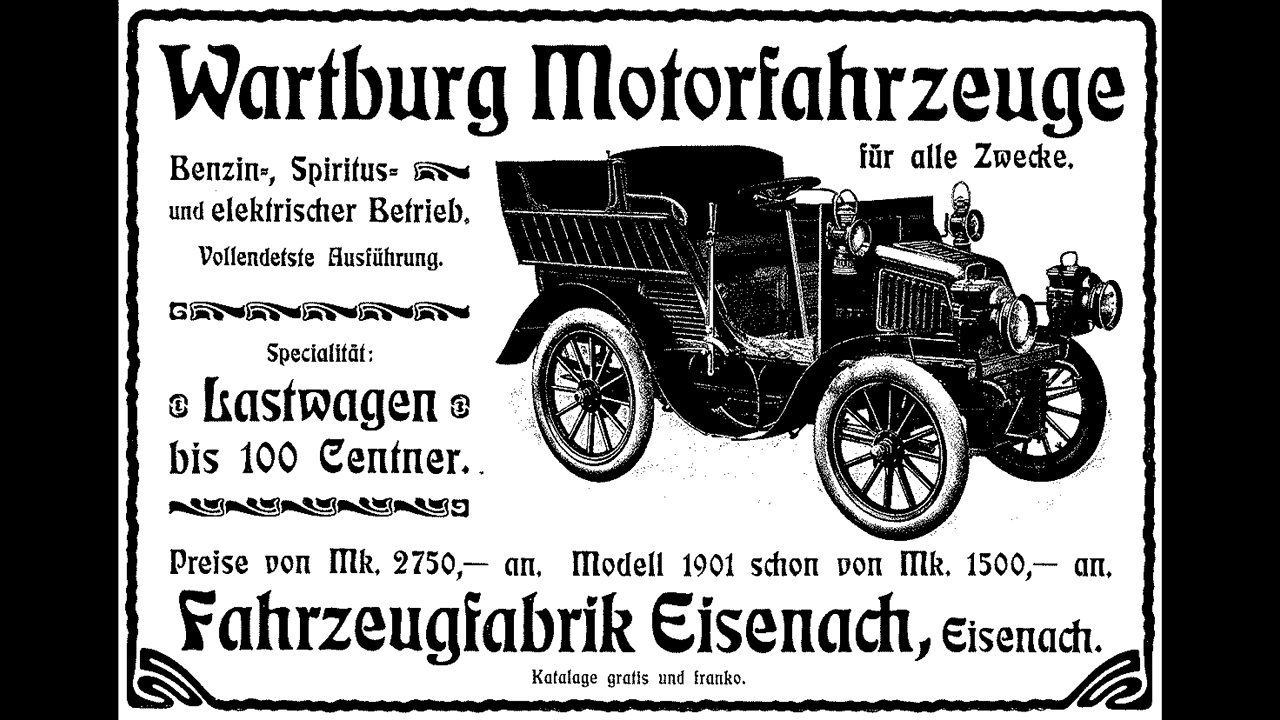 Wartburg Motorfahrzeuge
für alle Zwecke.
Benzin-, Spiritus-
und elektrischer Betrieb.
Vollendetste Ausführung.
Specialität:
Lastwagen
bis 100 Centner.
Preise von Mk. 2750,— an. Modell 1901 schon von Mk. 1500,— an.
Fahrzeugfabrik Eisenach, Eisenach.
Kataloge gratis und franko.